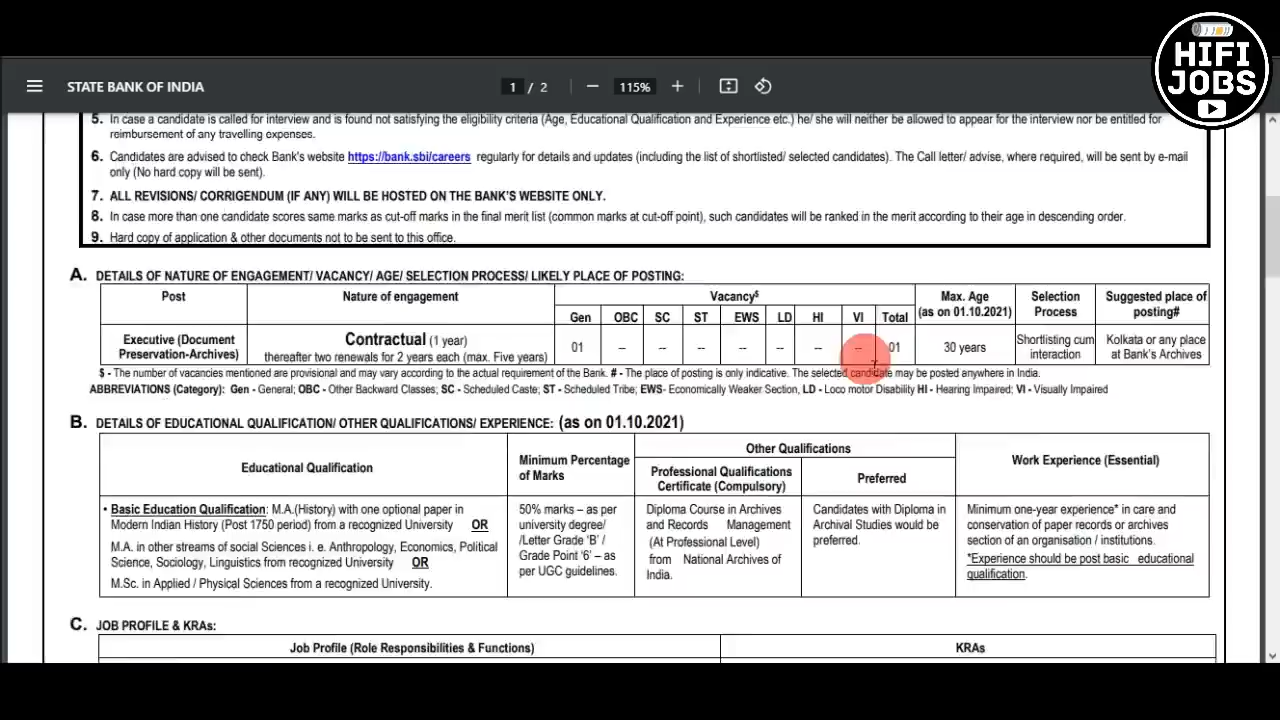 HIFI
JOBS
STATE BANK OF INDIA
1 / 2
115%
5. In case a candidate is called for interview and is found not satisfying the eligibility criteria (Age, Educational Qualification and Experience etc.) he/ she will neither be allowed to appear for the interview nor be entitled for
reimbursement of any travelling expenses.
6. Candidates are advised to check Bank's website https://bank.sbi/careers regularly for details and updates (including the list of shortlisted/ selected candidates). The Call letter/ advise, where required, will be sent by e-mail
only (No hard copy will be sent).
7. ALL REVISIONS/ CORRIGENDUM (IF ANY) WILL BE HOSTED ON THE BANK'S WEBSITE ONLY.
8. In case more than one candidate scores same marks as cut-off marks in the final merit list (common marks at cut-off point), such candidates will be ranked in the merit according to their age in descending order.
9. Hard copy of application & other documents not to be sent to this office.
A. DETAILS OF NATURE OF ENGAGEMENT/ VACANCY/ AGE/ SELECTION PROCESS/ LIKELY PLACE OF POSTING:
Post Nature of engagement Vacancy$ Max. Age Selection Suggested place of
(as on 01.10.2021) Process posting#
Gen OBC SC ST EWS LD HI VI Total
Executive (Document Contractual (1 year) 01 -- -- -- -- -- -- -- 01 30 years Shortlisting cum Kolkata or any place
Preservation-Archives) thereafter two renewals for 2 years each (max. Five years) interaction at Bank's Archives
$ - The number of vacancies mentioned are provisional and may vary according to the actual requirement of the Bank. # - The place of posting is only indicative. The selected candidate may be posted anywhere in India.
ABBREVIATIONS (Category): Gen - General; OBC - Other Backward Classes; SC - Scheduled Caste; ST - Scheduled Tribe; EWS- Economically Weaker Section, LD - Loco motor Disability HI - Hearing Impaired; VI - Visually Impaired
B. DETAILS OF EDUCATIONAL QUALIFICATION/ OTHER QUALIFICATIONS/ EXPERIENCE: (as on 01.10.2021)
Educational Qualification
Minimum Percentage
of Marks
Other Qualifications
Professional Qualifications
Certificate (Compulsory)
Preferred
Work Experience (Essential)
• Basic Education Qualification: M.A.(History) with one optional paper in
Modern Indian History (Post 1750 period) from a recognized University OR
M.A. in other streams of social Sciences i. e. Anthropology, Economics, Political
Science, Sociology, Linguistics from recognized University OR
M.Sc. in Applied / Physical Sciences from a recognized University.
50% marks – as per
university degree/
/Letter Grade 'B' /
Grade Point '6' – as
per UGC guidelines.
Diploma Course in Archives
and Records Management
(At Professional Level)
from National Archives of
India.
Candidates with Diploma in
Archival Studies would be
preferred.
Minimum one-year experience* in care and
conservation of paper records or archives
section of an organisation / institutions.
*Experience should be post basic educational
qualification.
C. JOB PROFILE & KRAs:
Job Profile (Role Responsibilities & Functions) KRAs